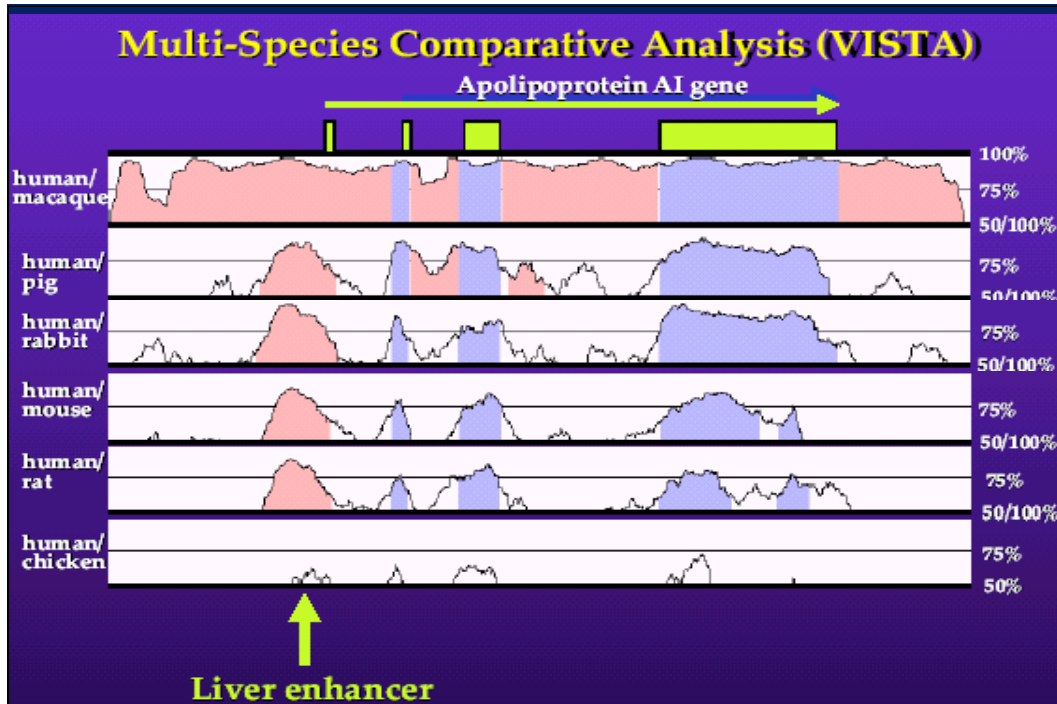 Multi-Species Comparative Analysis (VISTA)
Apolipoprotein AI gene
100%
human/
macaque
75%
50/100%
human/
pig
75%
50/100%
human/
rabbit
75%
50/100%
human/
mouse
75%
50/100%
human/
rat
75%
50/100%
human/
chicken
75%
50%
Liver enhancer